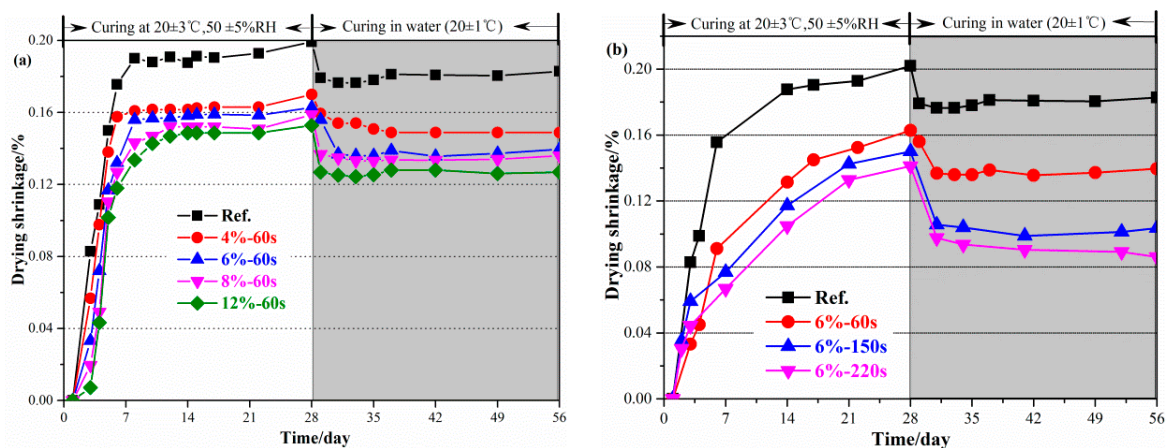 Curing at 20±3℃,50 ±5%RH
Curing in water (20±1℃)
(a)
Drying shrinkage/%
0.20
0.16
0.12
0.08
0.04
0.00
Ref.
4%-60s
6%-60s
8%-60s
12%-60s
0 7 14 21 28 35 42 49 56
Time/day
Curing at 20±3℃,50 ±5%RH
Curing in water (20±1℃)
(b)
Drying shrinkage/%
0.20
0.16
0.12
0.08
0.04
0.00
Ref.
6%-60s
6%-150s
6%-220s
0 7 14 21 28 35 42 49 56
Time/day